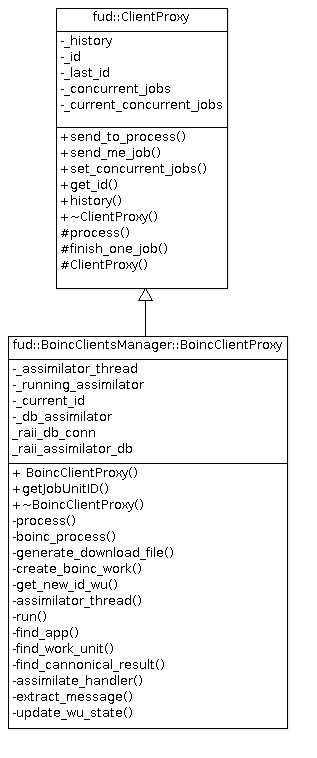 fud::ClientProxy
-_history
-_id
-_last_id
-_concurrent_jobs
-_current_concurrent_jobs
+send_to_process()
+send_me_job()
+set_concurrent_jobs()
+get_id()
+history()
+~ClientProxy()
#process()
#finish_one_job()
#ClientProxy()
fud::BoincClientsManager::BoincClientProxy
-_assimilator_thread
-_running_assimilator
-_current_id
-_db_assimilator
_raii_db_conn
_raii_assimilator_db
+ BoincClientProxy()
+getJobUnitID()
+~BoincClientProxy()
-process()
-boinc_process()
-generate_download_file()
-create_boinc_work()
-get_new_id_wu()
-assimilator_thread()
-run()
-find_app()
-find_work_unit()
-find_cannonical_result()
-assimilate_handler()
-extract_message()
-update_wu_state()